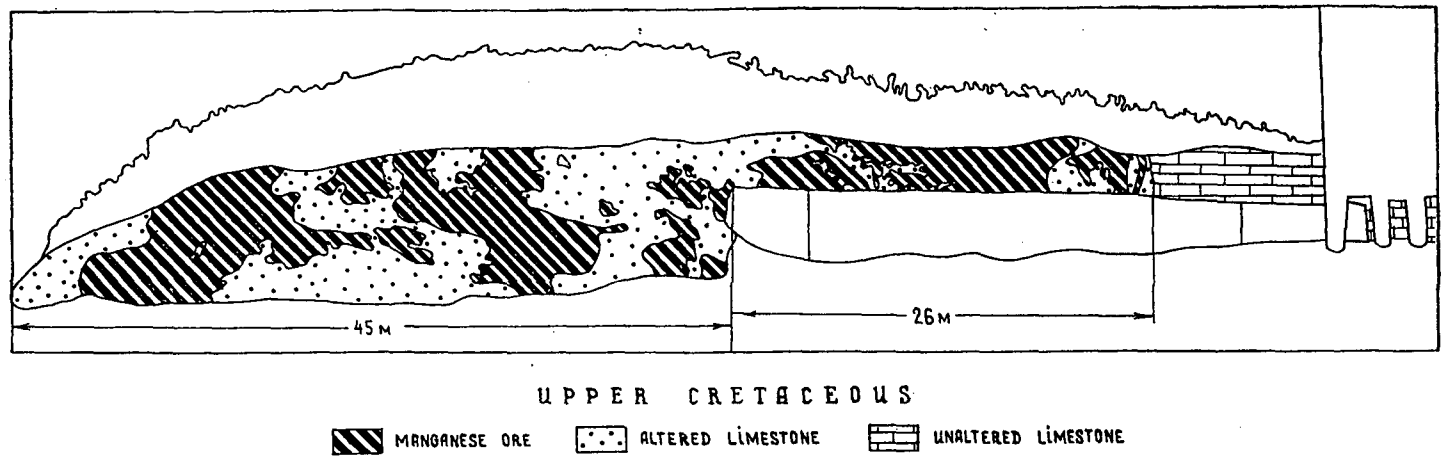 45 м 26 м
UPPER CRETACEOUS
MANGANESE ORE ALTERED LIMESTONE UNALTERED LIMESTONE